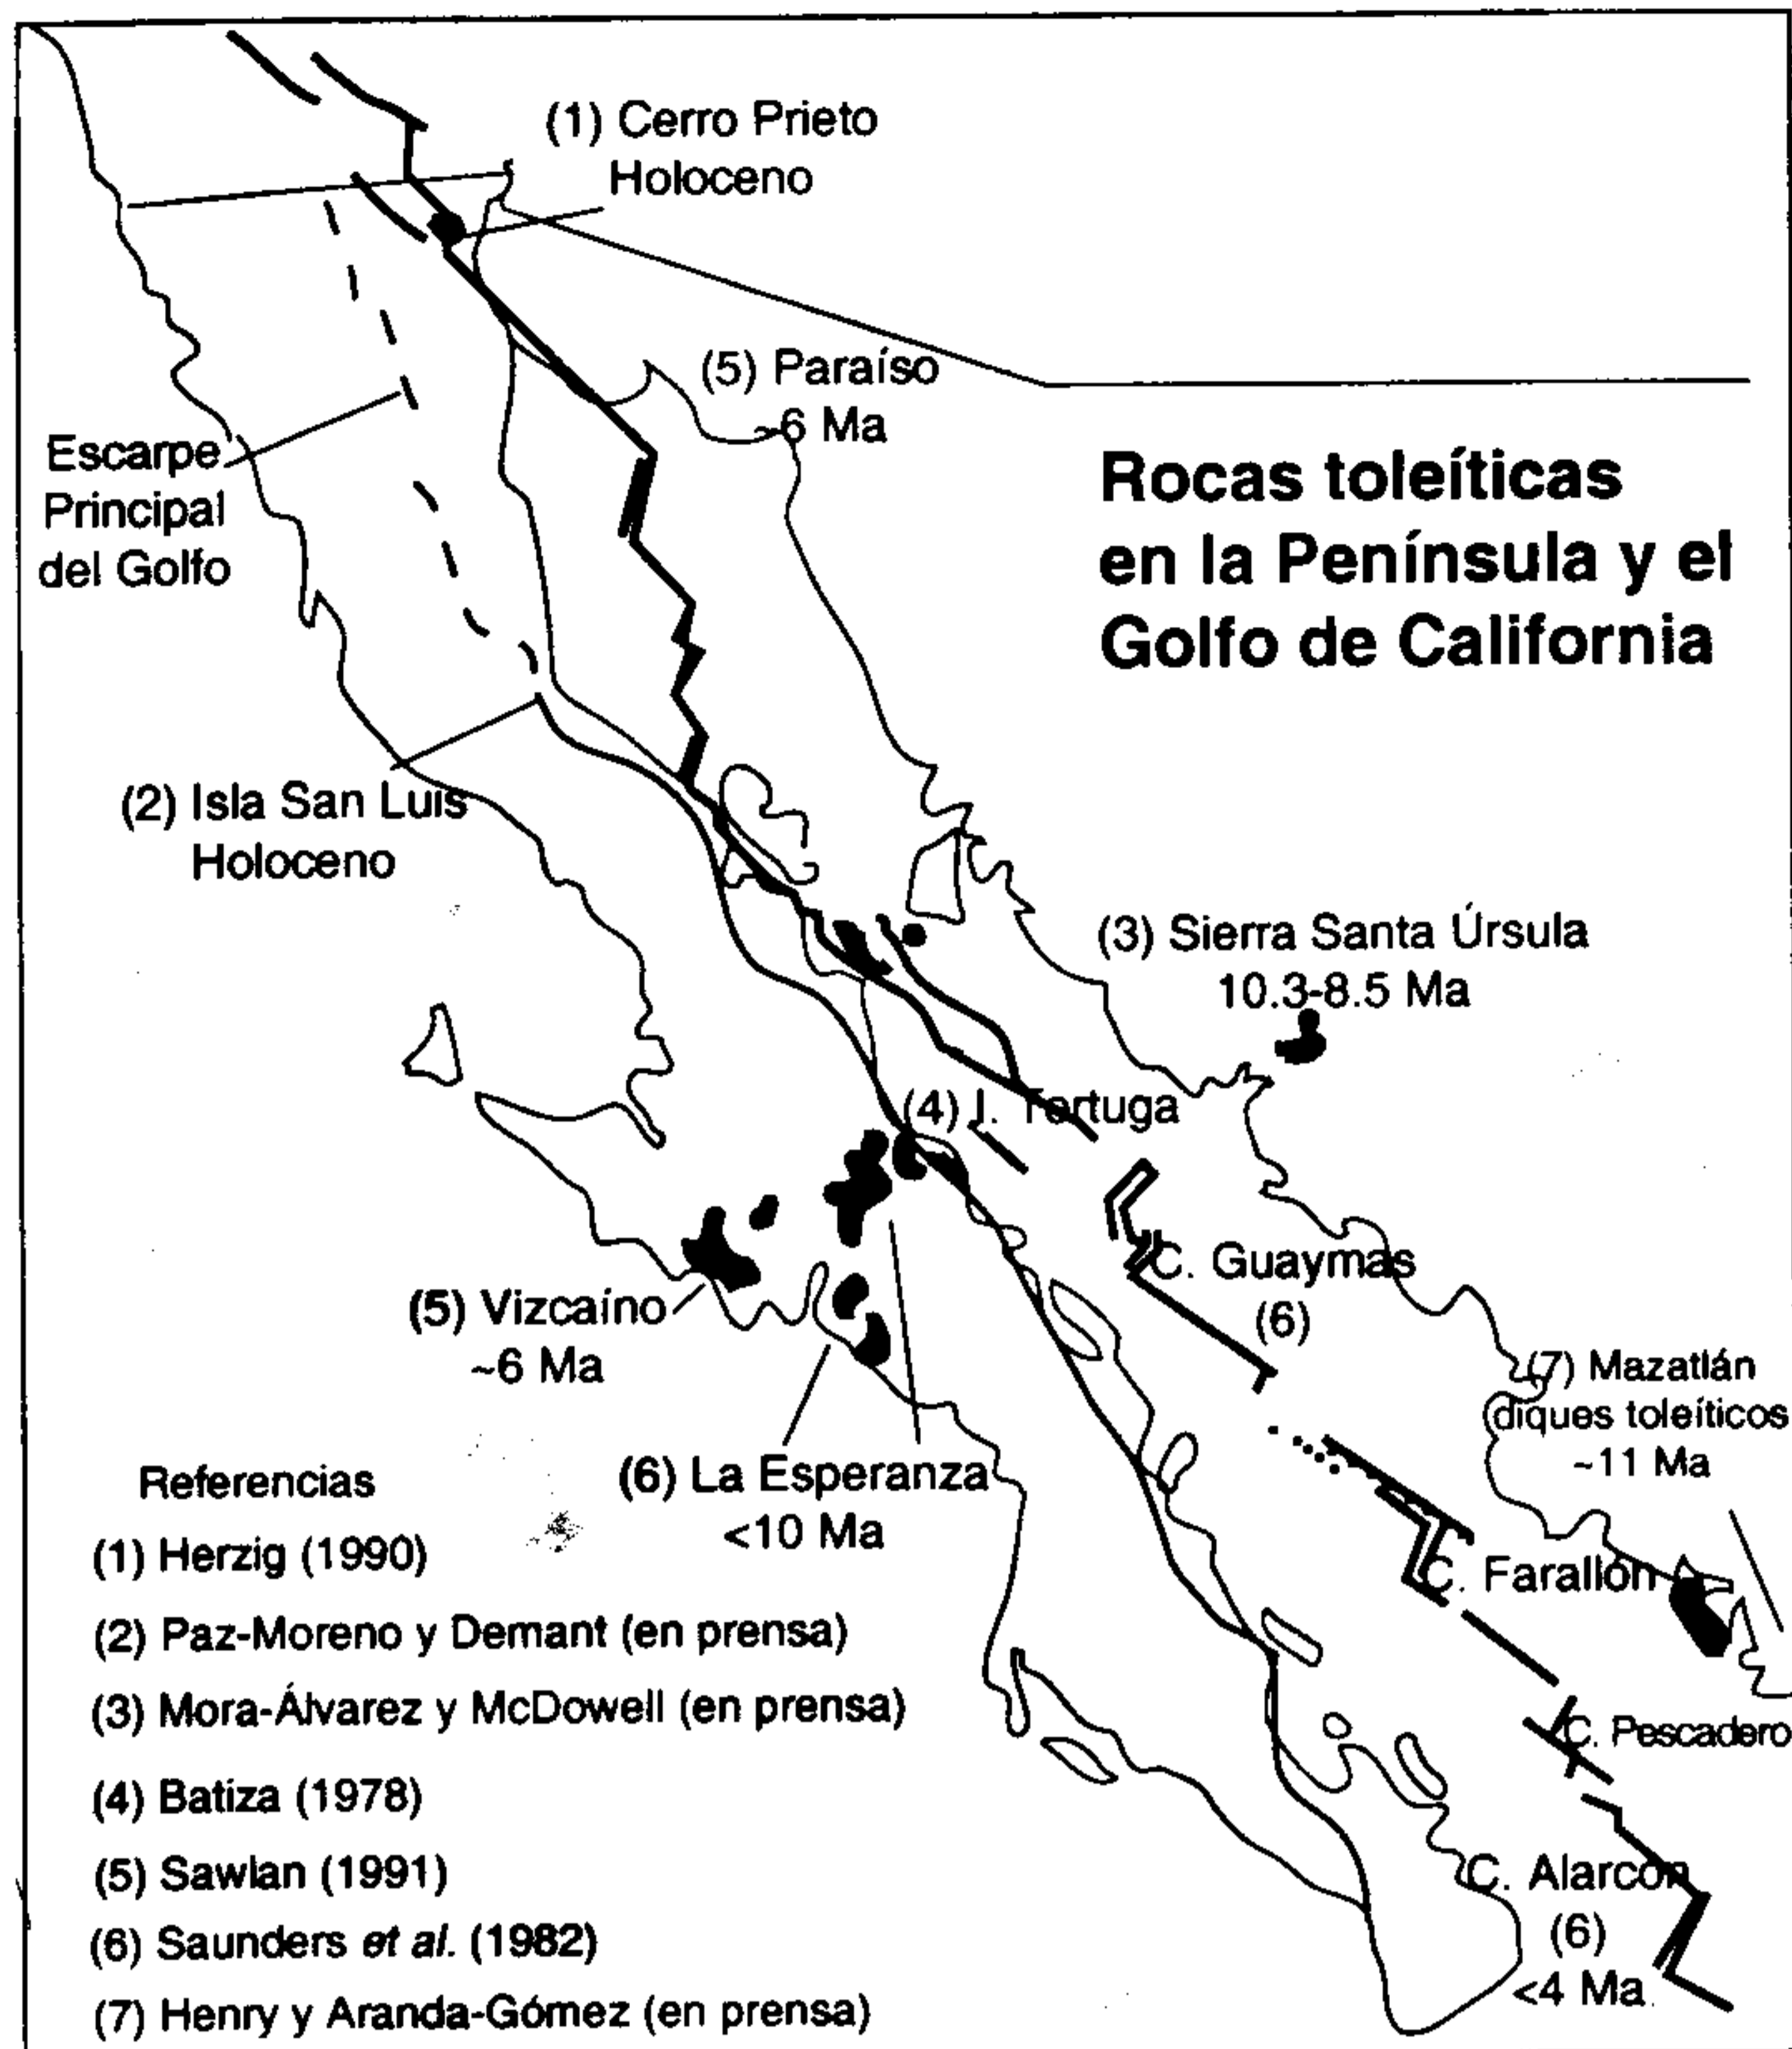 (1) Cerro Prieto
Holoceno
(5) Paraíso
~6 Ma
Escarpe
Principal
del Golfo
Rocas toleíticas
en la Península y el
Golfo de California
(2) Isla San Luis
Holoceno
(3) Sierra Santa Úrsula
10.3-8.5 Ma
(4) I. Tortuga
C. Guaymas
(6)
(5) Vizcaíno
~6 Ma
(7) Mazatlán
diques toleíticos
~11 Ma
(6) La Esperanza
<10 Ma
C. Farallón
C. Pescadero
C. Alarcón
(6)
<4 Ma
Referencias
(1) Herzig (1990)
(2) Paz-Moreno y Demant (en prensa)
(3) Mora-Álvarez y McDowell (en prensa)
(4) Batiza (1978)
(5) Sawlan (1991)
(6) Saunders et al. (1982)
(7) Henry y Aranda-Gómez (en prensa)